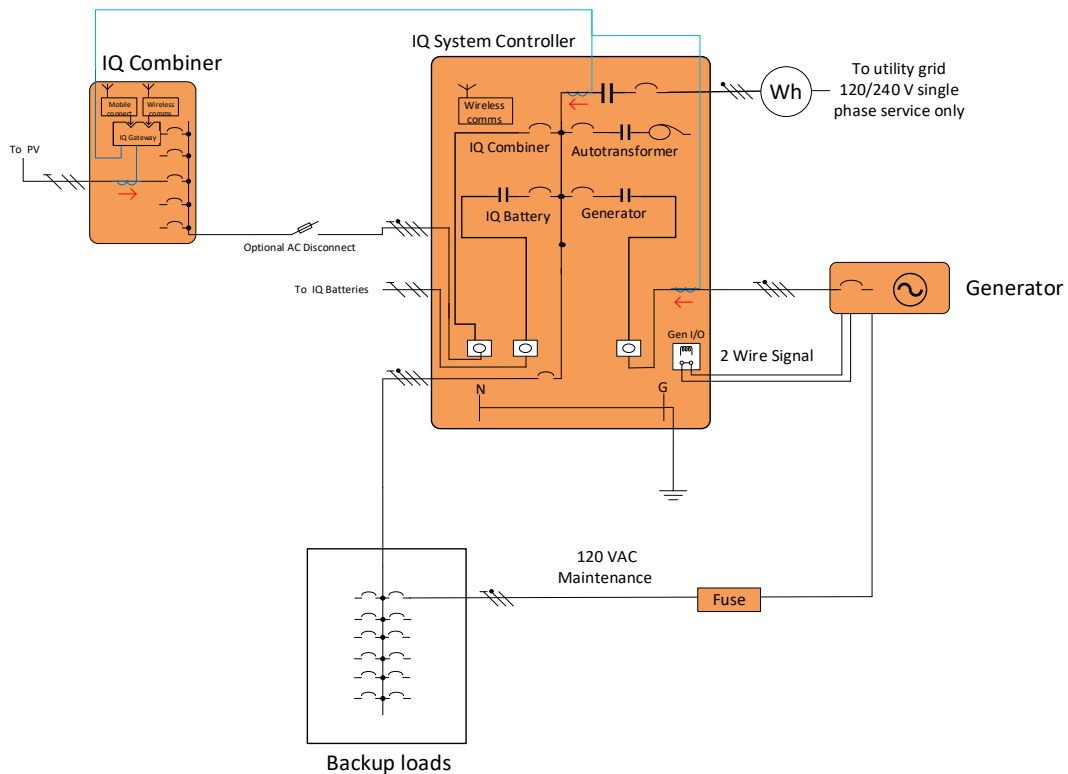 IQ System Controller
To utility grid
120/240 V single
phase service only
Wh
IQ Combiner
Mobile
connect
Wireless
comms
IQ Gateway
To PV
Wireless
comms
IQ Combiner
Autotransformer
IQ Battery
Generator
Optional AC Disconnect
To IQ Batteries
Generator
Gen I/O
2 Wire Signal
N
G
120 VAC
Maintenance
Fuse
Backup loads